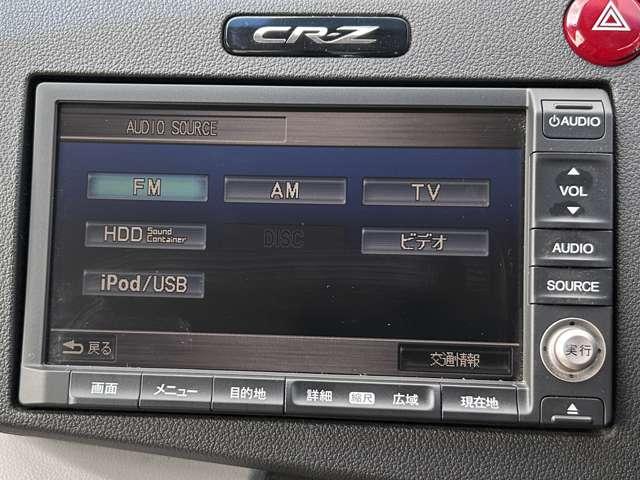 CR-Z
AUDIO SOURCE
FM
AM
TV
HDD Sound Container
DISC
ビデオ
iPod/USB
戻る
交通情報
AUDIO
VOL
AUDIO
SOURCE
実行
画面
メニュー
目的地
詳細
縮尺
広域
現在地